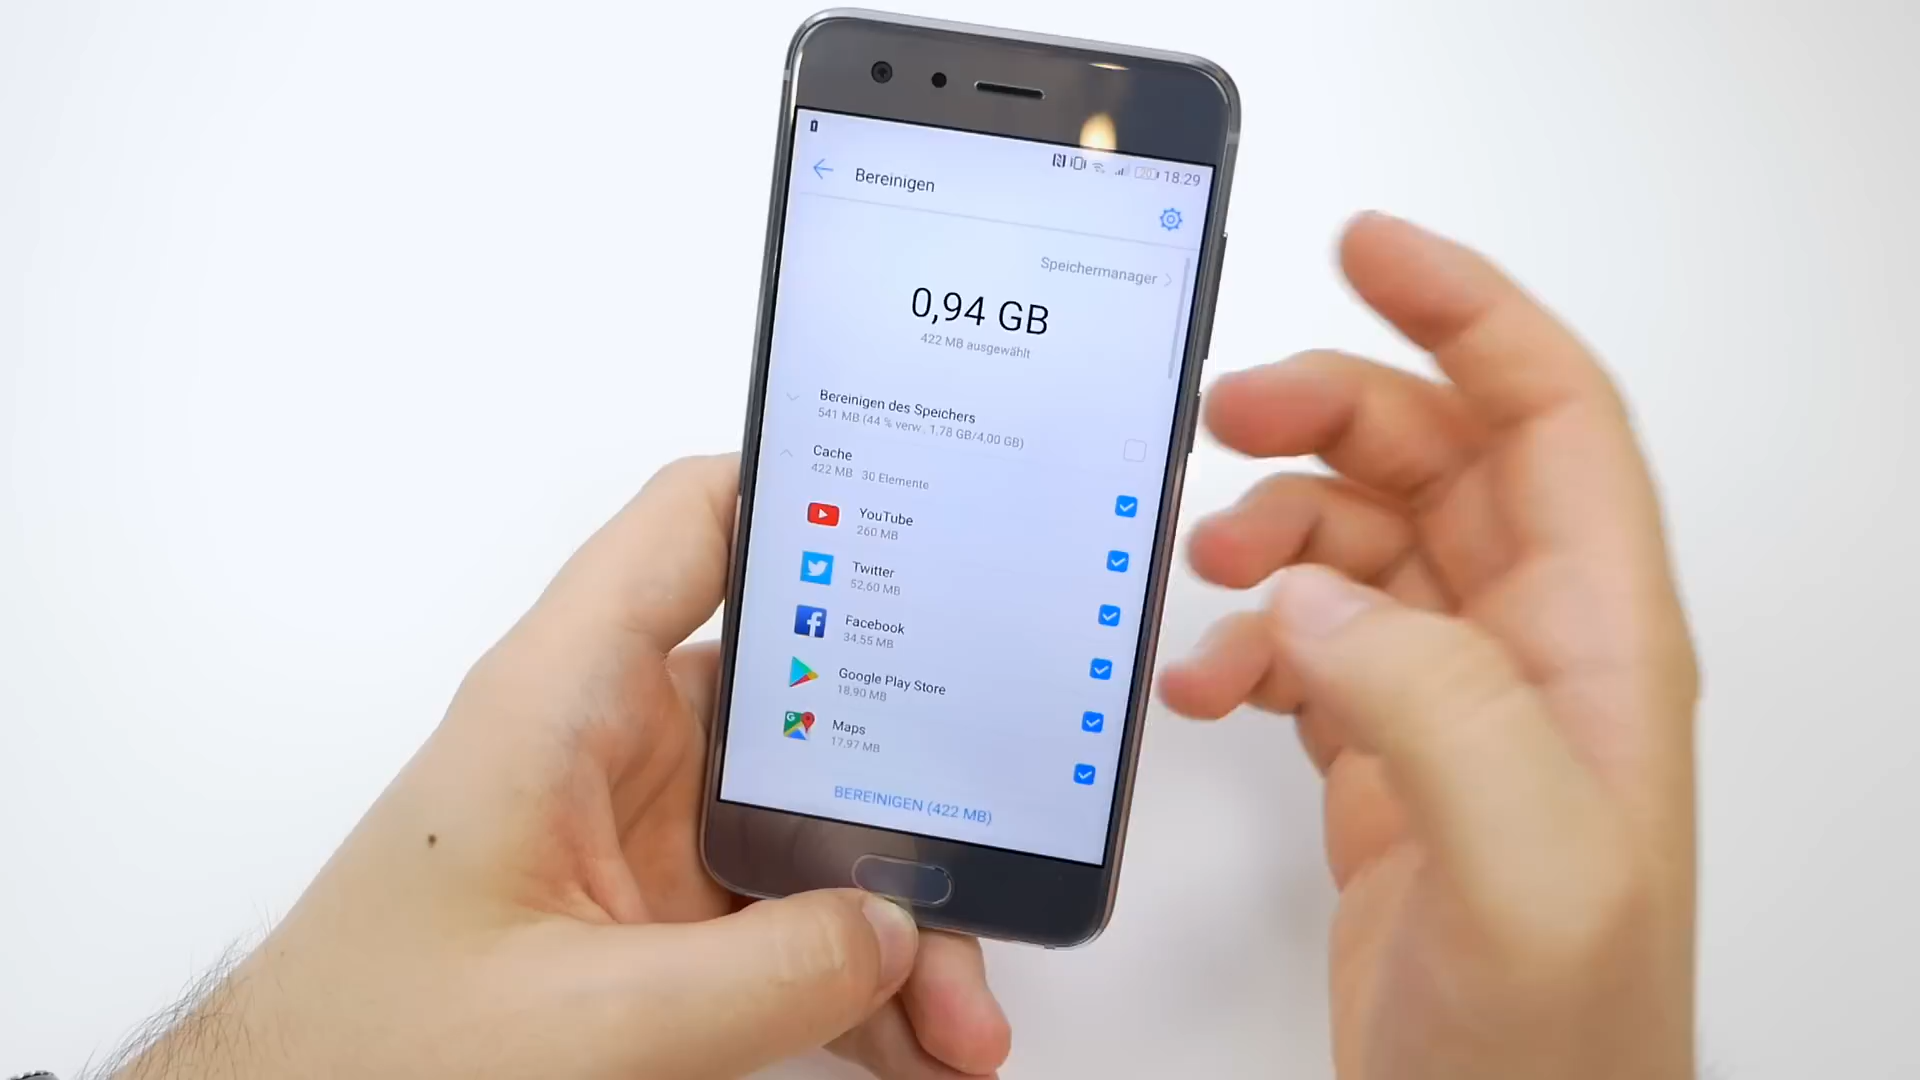 20 18.29
Bereinigen
Speichermanager
0,94 GB
422 MB ausgewählt
Bereinigen des Speichers
541 MB (44 % verw., 1,78 GB/4,00 GB)
Cache
422 MB 30 Elemente
YouTube
260 MB
Twitter
52,60 MB
Facebook
34,55 MB
Google Play Store
18,90 MB
Maps
17,97 MB
BEREINIGEN (422 MB)